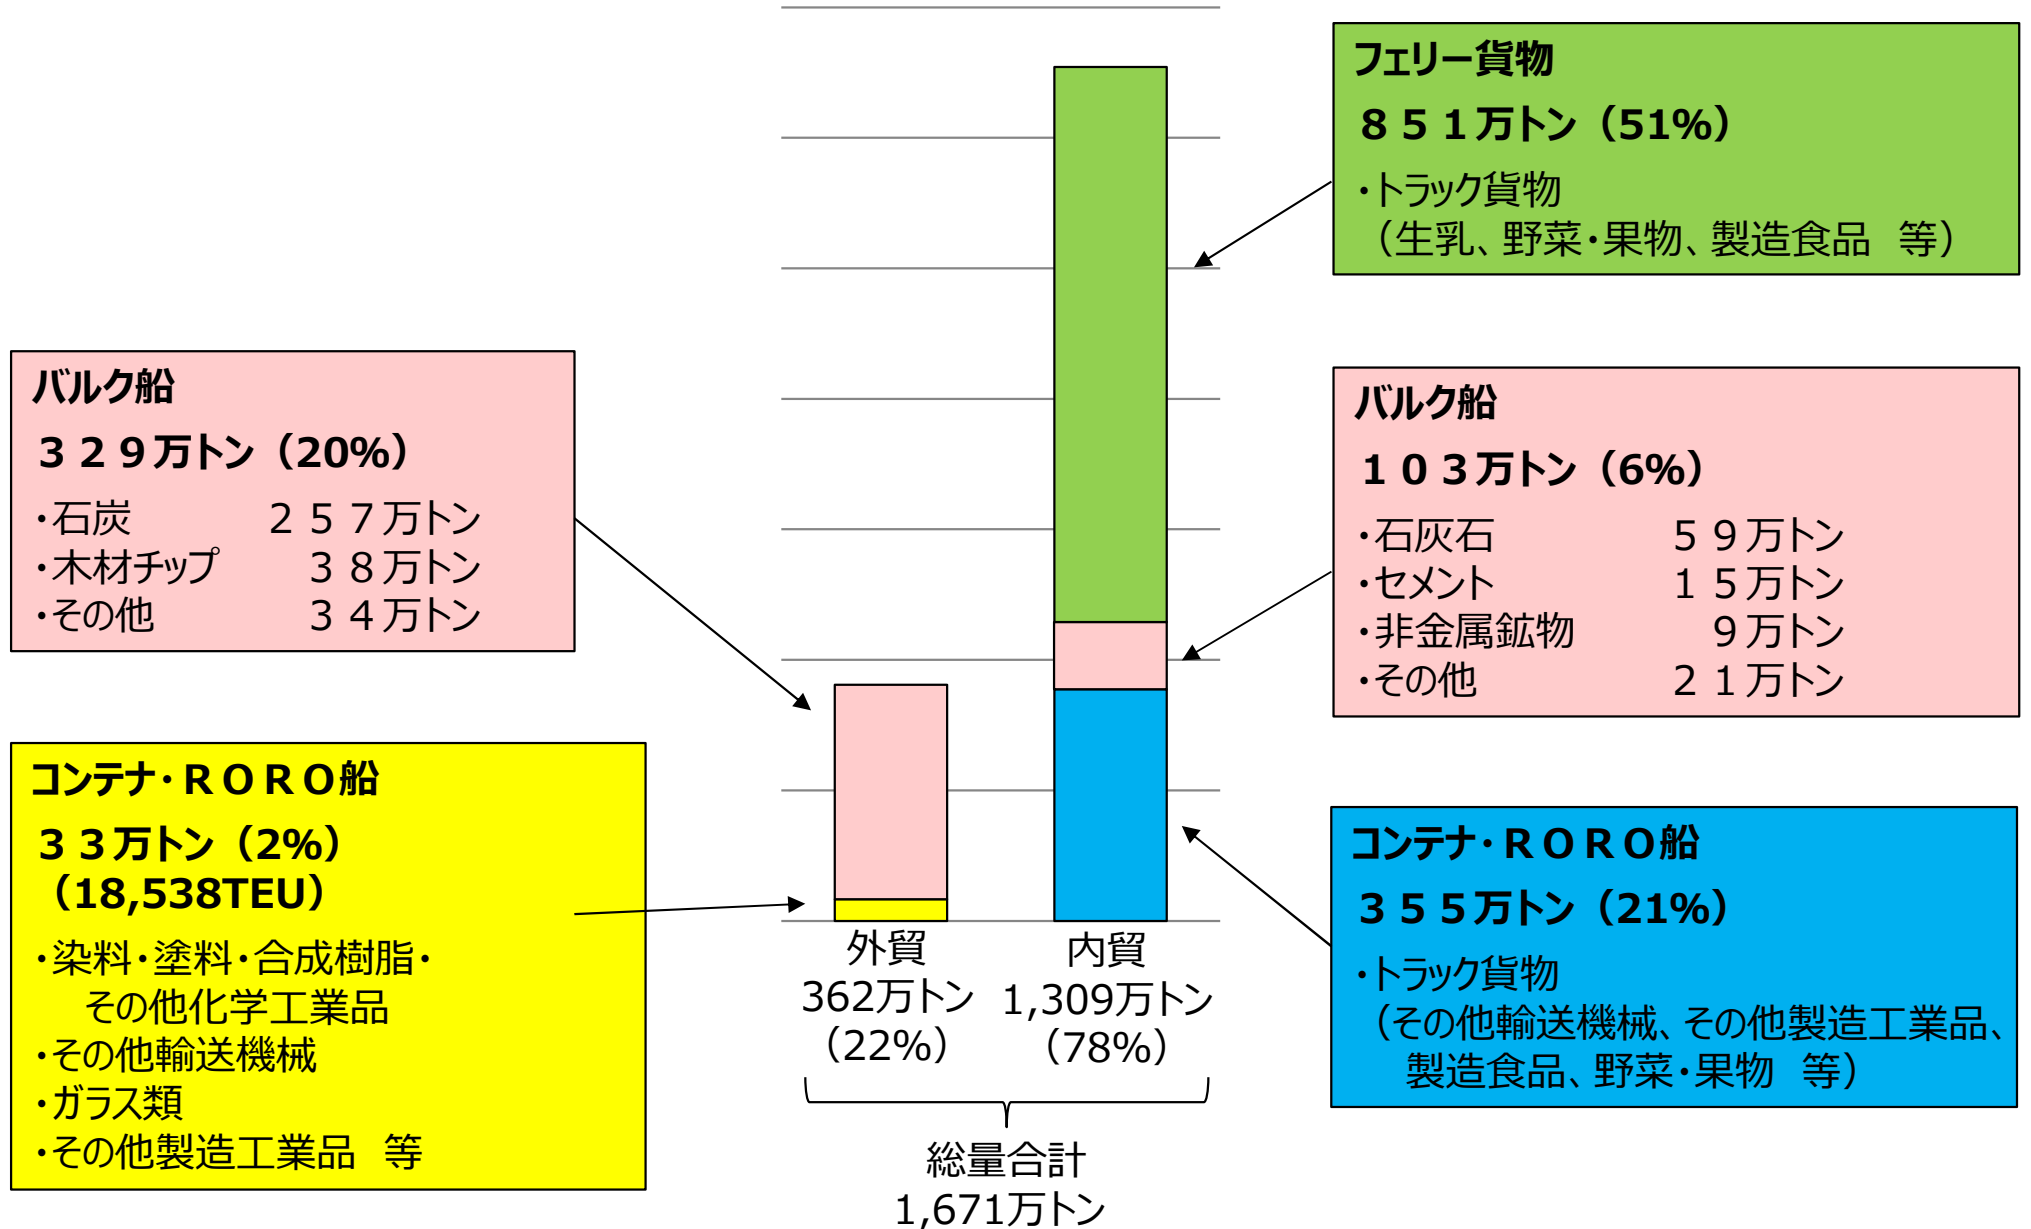 フェリー貨物
８５１万トン（51%）
・トラック貨物
（生乳、野菜・果物、製造食品　等）
バルク船
３２９万トン（20%）
・石炭　２５７万トン
・木材チップ　３８万トン
・その他　３４万トン
バルク船
１０３万トン（6%）
・石灰石　５９万トン
・セメント　１５万トン
・非金属鉱物　９万トン
・その他　２１万トン
コンテナ・ＲＯＲＯ船
３３万トン（2%）
（18,538TEU）
・染料・塗料・合成樹脂・
その他化学工業品
・その他輸送機械
・ガラス類
・その他製造工業品　等
コンテナ・ＲＯＲＯ船
３５５万トン（21%）
・トラック貨物
（その他輸送機械、その他製造工業品、
製造食品、野菜・果物　等）
外貿
362万トン
（22%）
内貿
1,309万トン
（78%）
総量合計
1,671万トン